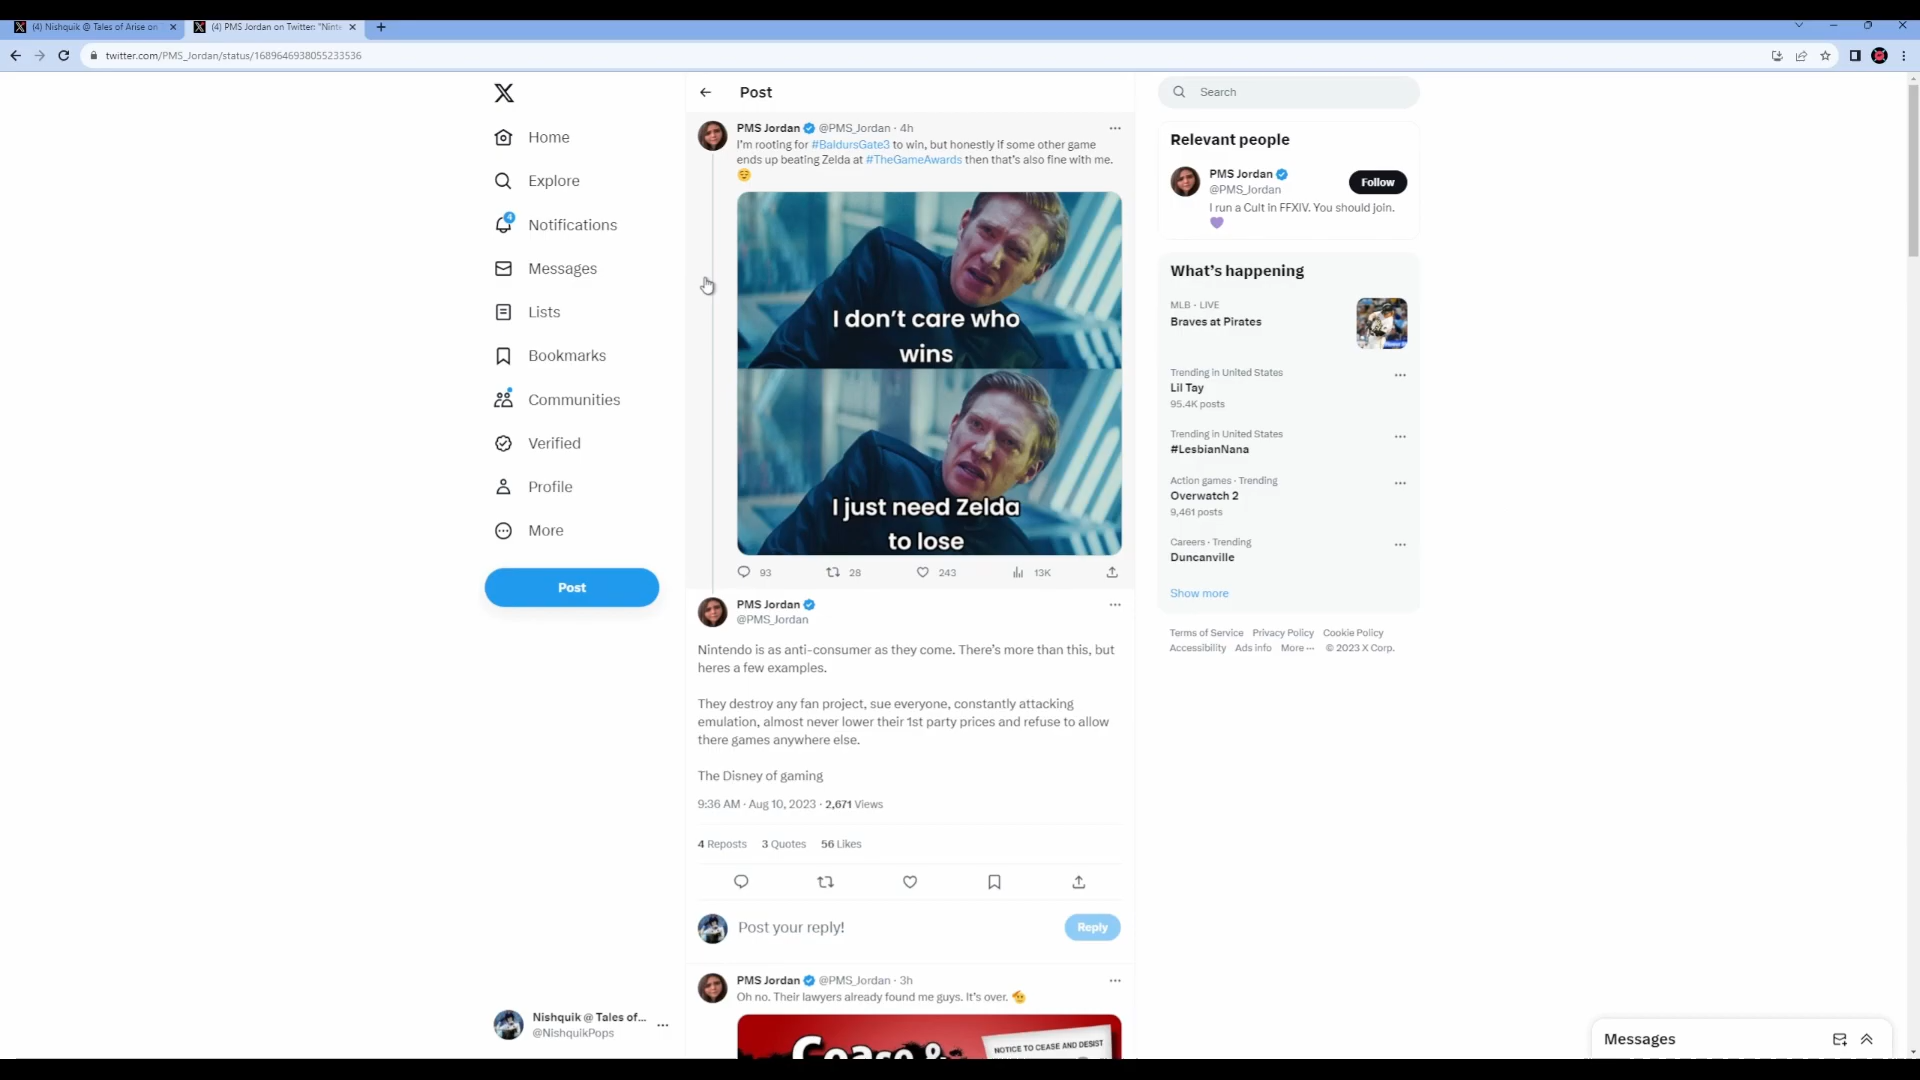 (4) Nishquik @ Tales of Arise on
(4) PMS Jordan on Twitter: "Ninte
twitter.com/PMS_Jordan/status/1689646938055233536
Home
Explore
4
Notifications
Messages
Lists
Bookmarks
Communities
Verified
Profile
More
Post
Nishquik @ Tales of...
@NishquikPops
Post
PMS Jordan @PMS_Jordan · 4h
I'm rooting for #BaldursGate3 to win, but honestly if some other game
ends up beating Zelda at #TheGameAwards then that's also fine with me.
😌
I don't care who
wins
I just need Zelda
to lose
93 28 243 13K
PMS Jordan
@PMS_Jordan
Nintendo is as anti-consumer as they come. There's more than this, but
heres a few examples.
They destroy any fan project, sue everyone, constantly attacking
emulation, almost never lower their 1st party prices and refuse to allow
there games anywhere else.
The Disney of gaming
9:36 AM · Aug 10, 2023 · 2,671 Views
4 Reposts 3 Quotes 56 Likes
Post your reply!
Reply
PMS Jordan @PMS_Jordan · 3h
Oh no. Their lawyers already found me guys. It's over. 🫡
Cease &
NOTICE TO CEASE AND DESIST
Search
Relevant people
PMS Jordan
@PMS_Jordan
Follow
I run a Cult in FFXIV. You should join.
💜
What's happening
MLB · LIVE
Braves at Pirates
Trending in United States
Lil Tay
95.4K posts
Trending in United States
#LesbianNana
Action games · Trending
Overwatch 2
9,461 posts
Careers · Trending
Duncanville
Show more
Terms of Service Privacy Policy Cookie Policy
Accessibility Ads info More ··· © 2023 X Corp.
Messages